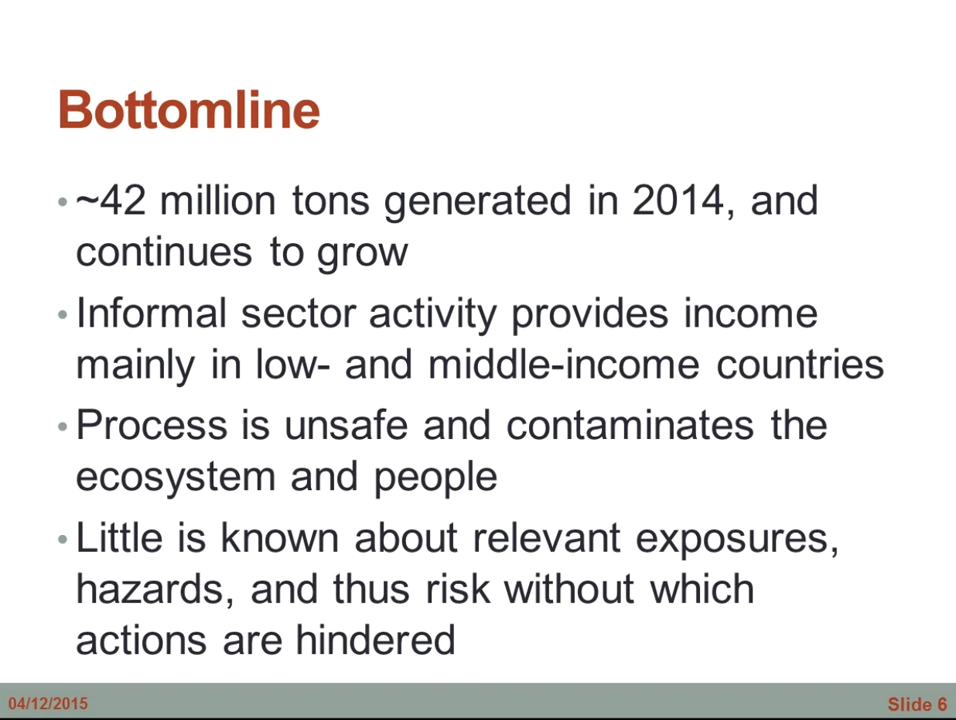 Bottomline
• ~42 million tons generated in 2014, and
continues to grow
• Informal sector activity provides income
mainly in low- and middle-income countries
• Process is unsafe and contaminates the
ecosystem and people
• Little is known about relevant exposures,
hazards, and thus risk without which
actions are hindered
04/12/2015
Slide 6